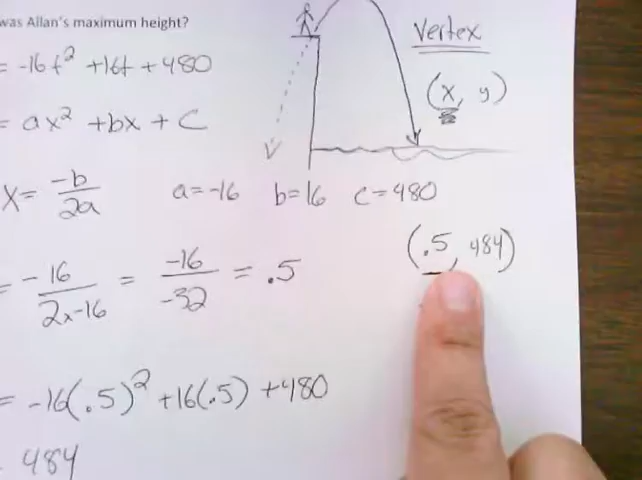 was Allan's maximum height?
Vertex
= -16t² + 16t + 480
(x, y)
= ax² + bx + c
x = -b/2a
a = -16 b = 16 c = 480
(.5, 484)
= -16/2x-16 = -16/-32 = .5
= -16(.5)² + 16(.5) + 480
484